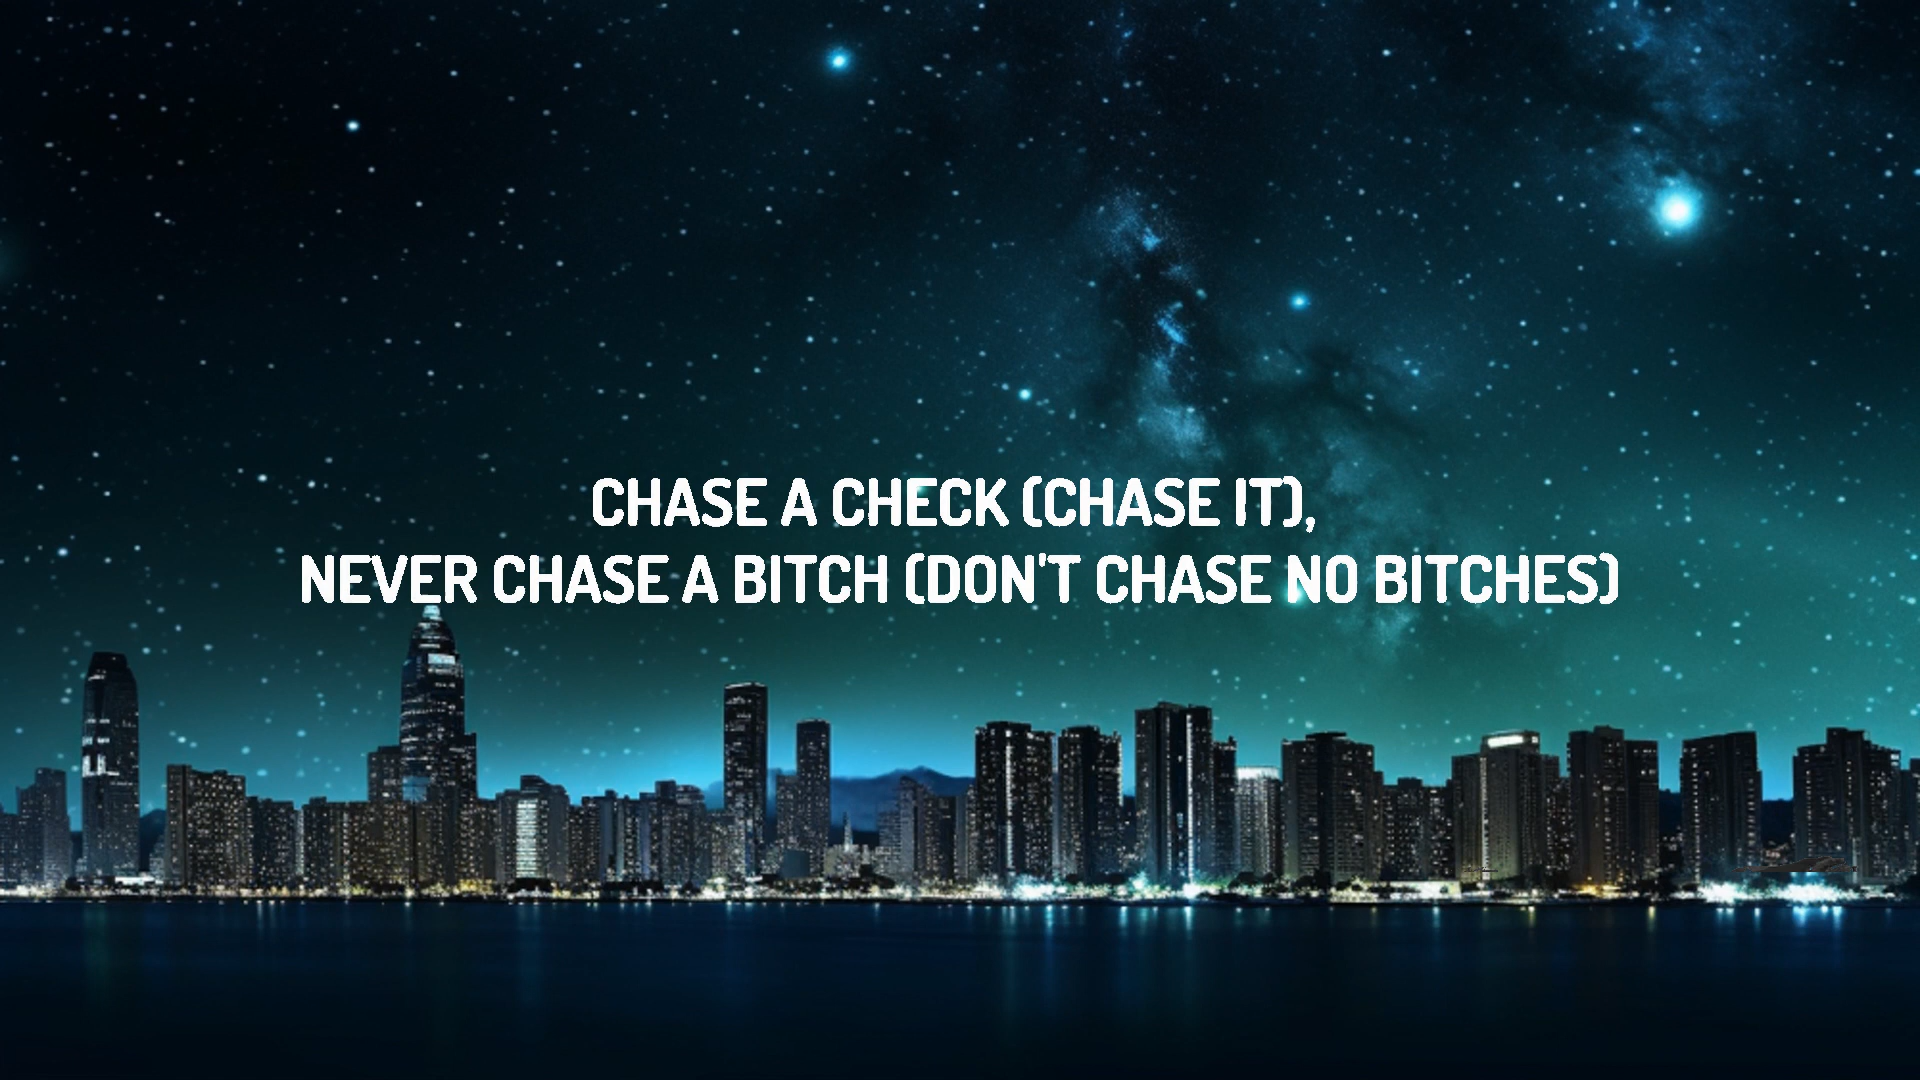 CHASE A CHECK (CHASE IT),
NEVER CHASE A BITCH (DON'T CHASE NO BITCHES)